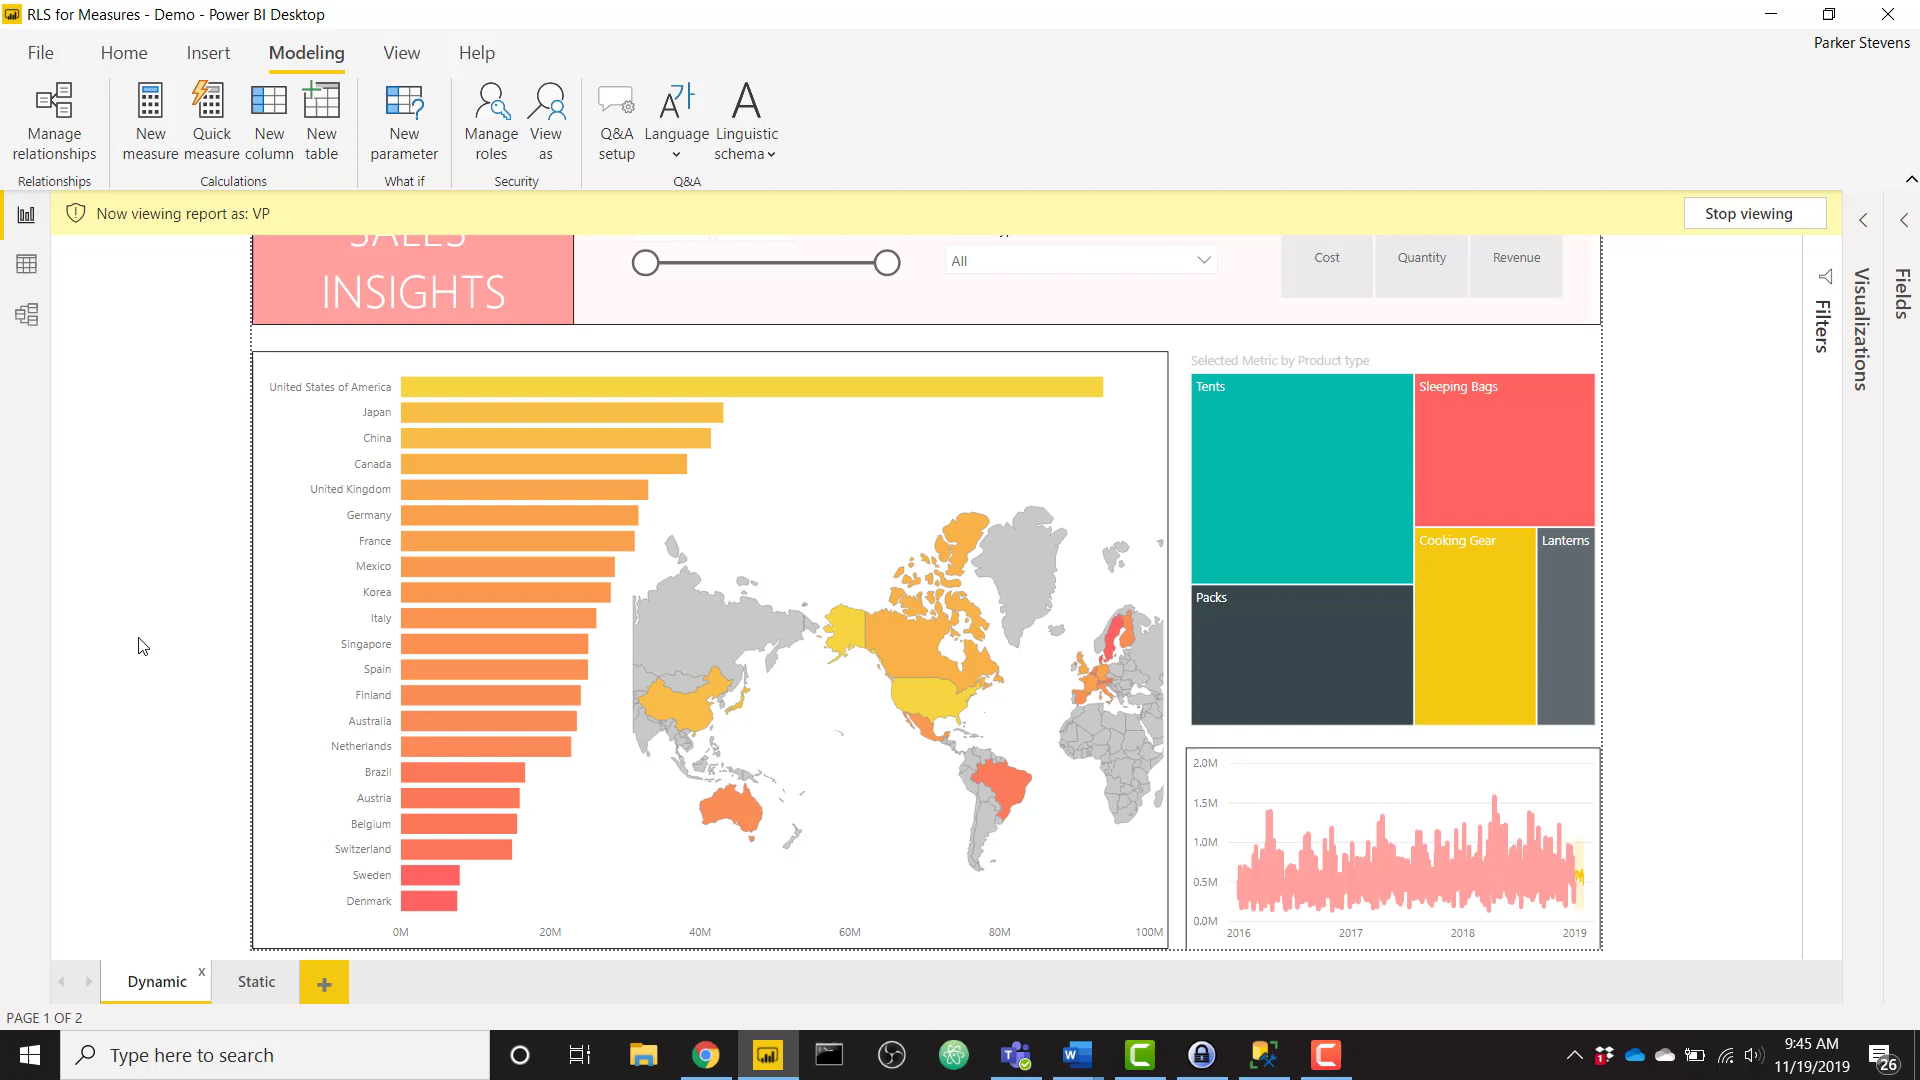 RLS for Measures - Demo - Power BI Desktop
Parker Stevens
File Home Insert Modeling View Help
Manage relationships
New measure
Quick measure
New column
New table
New parameter
Manage roles
View as
Q&A setup
Language
Linguistic schema
Relationships
Calculations
What if
Security
Q&A
Now viewing report as: VP
Stop viewing
INSIGHTS
All
Cost
Quantity
Revenue
Filters
Visualizations
Fields
United States of America
Japan
China
Canada
United Kingdom
Germany
France
Mexico
Korea
Italy
Singapore
Spain
Finland
Australia
Netherlands
Brazil
Austria
Belgium
Switzerland
Sweden
Denmark
0M 20M 40M 60M 80M 100M
Selected Metric by Product type
Tents
Sleeping Bags
Packs
Cooking Gear
Lanterns
2.0M
1.5M
1.0M
0.5M
0.0M
2016 2017 2018 2019
Dynamic x
Static
+
PAGE 1 OF 2
Type here to search
9:45 AM
11/19/2019
26